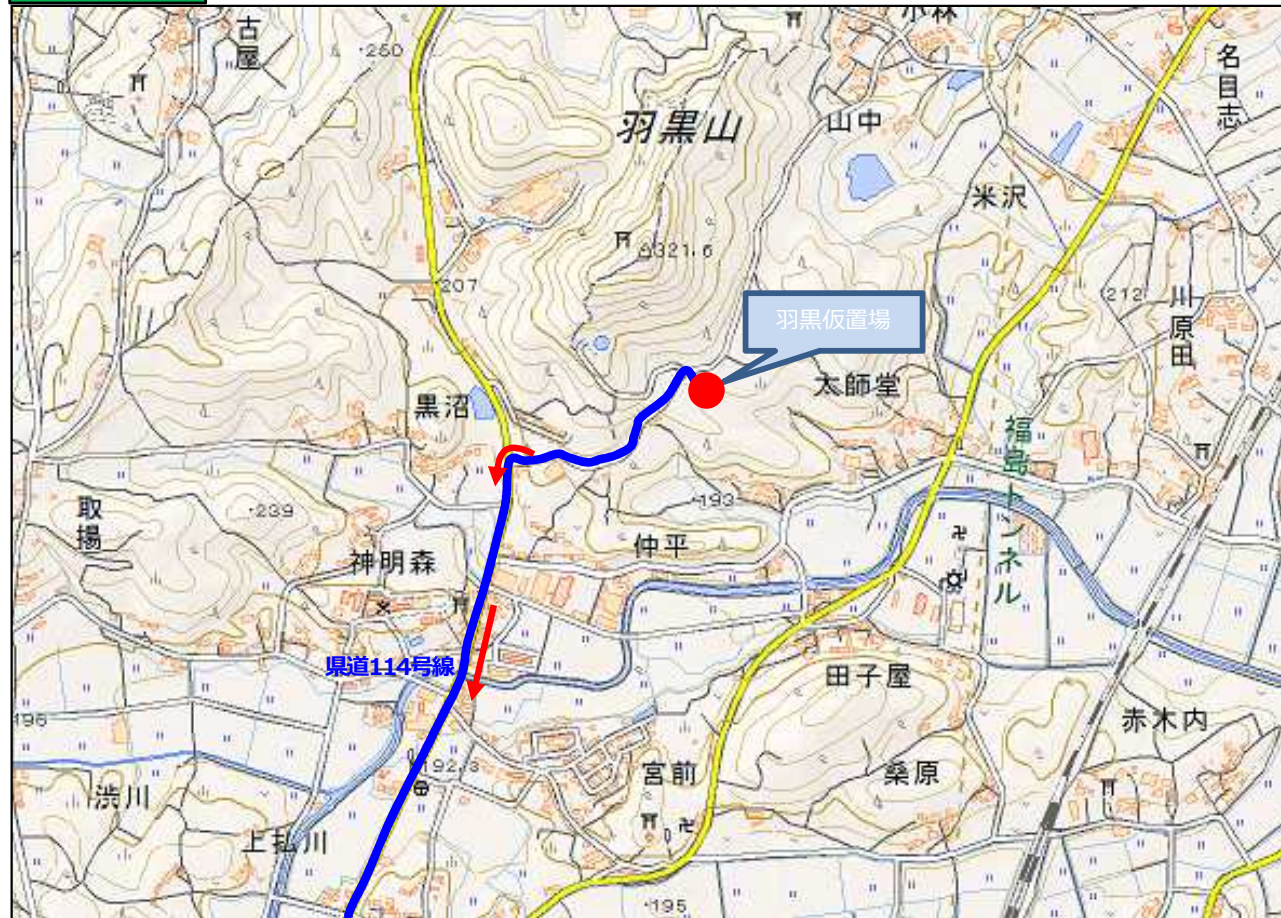 古屋
・250
小林
名目志
羽黒山
山中
米沢
321.6
207
212
川原田
羽黒仮置場
太師堂
黒沼
福島トンネル
・193
取揚
・239
仲平
神明森
県道114号線
田子屋
196
赤木内
192.3
宮前
桑原
渋川
上払川
・195